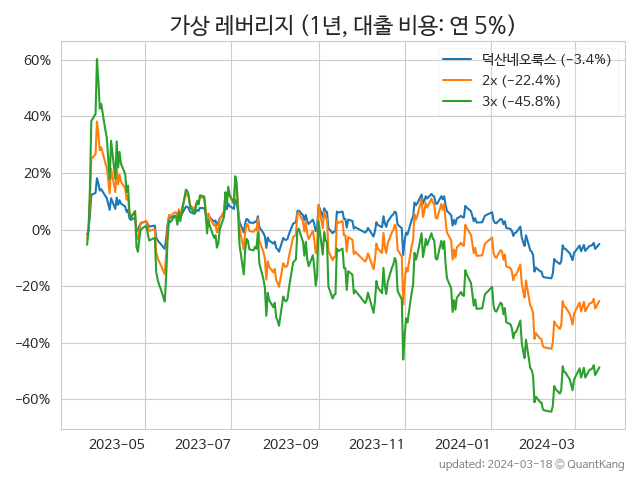 가상 레버리지 (1년, 대출 비용: 연 5%)
덕산네오룩스 (−3.4%)
2x (−22.4%)
3x (−45.8%)
60%
40%
20%
0%
−20%
−40%
−60%
2023−05
2023−07
2023−09
2023−11
2024−01
2024−03
updated: 2024-03-18 © QuantKang